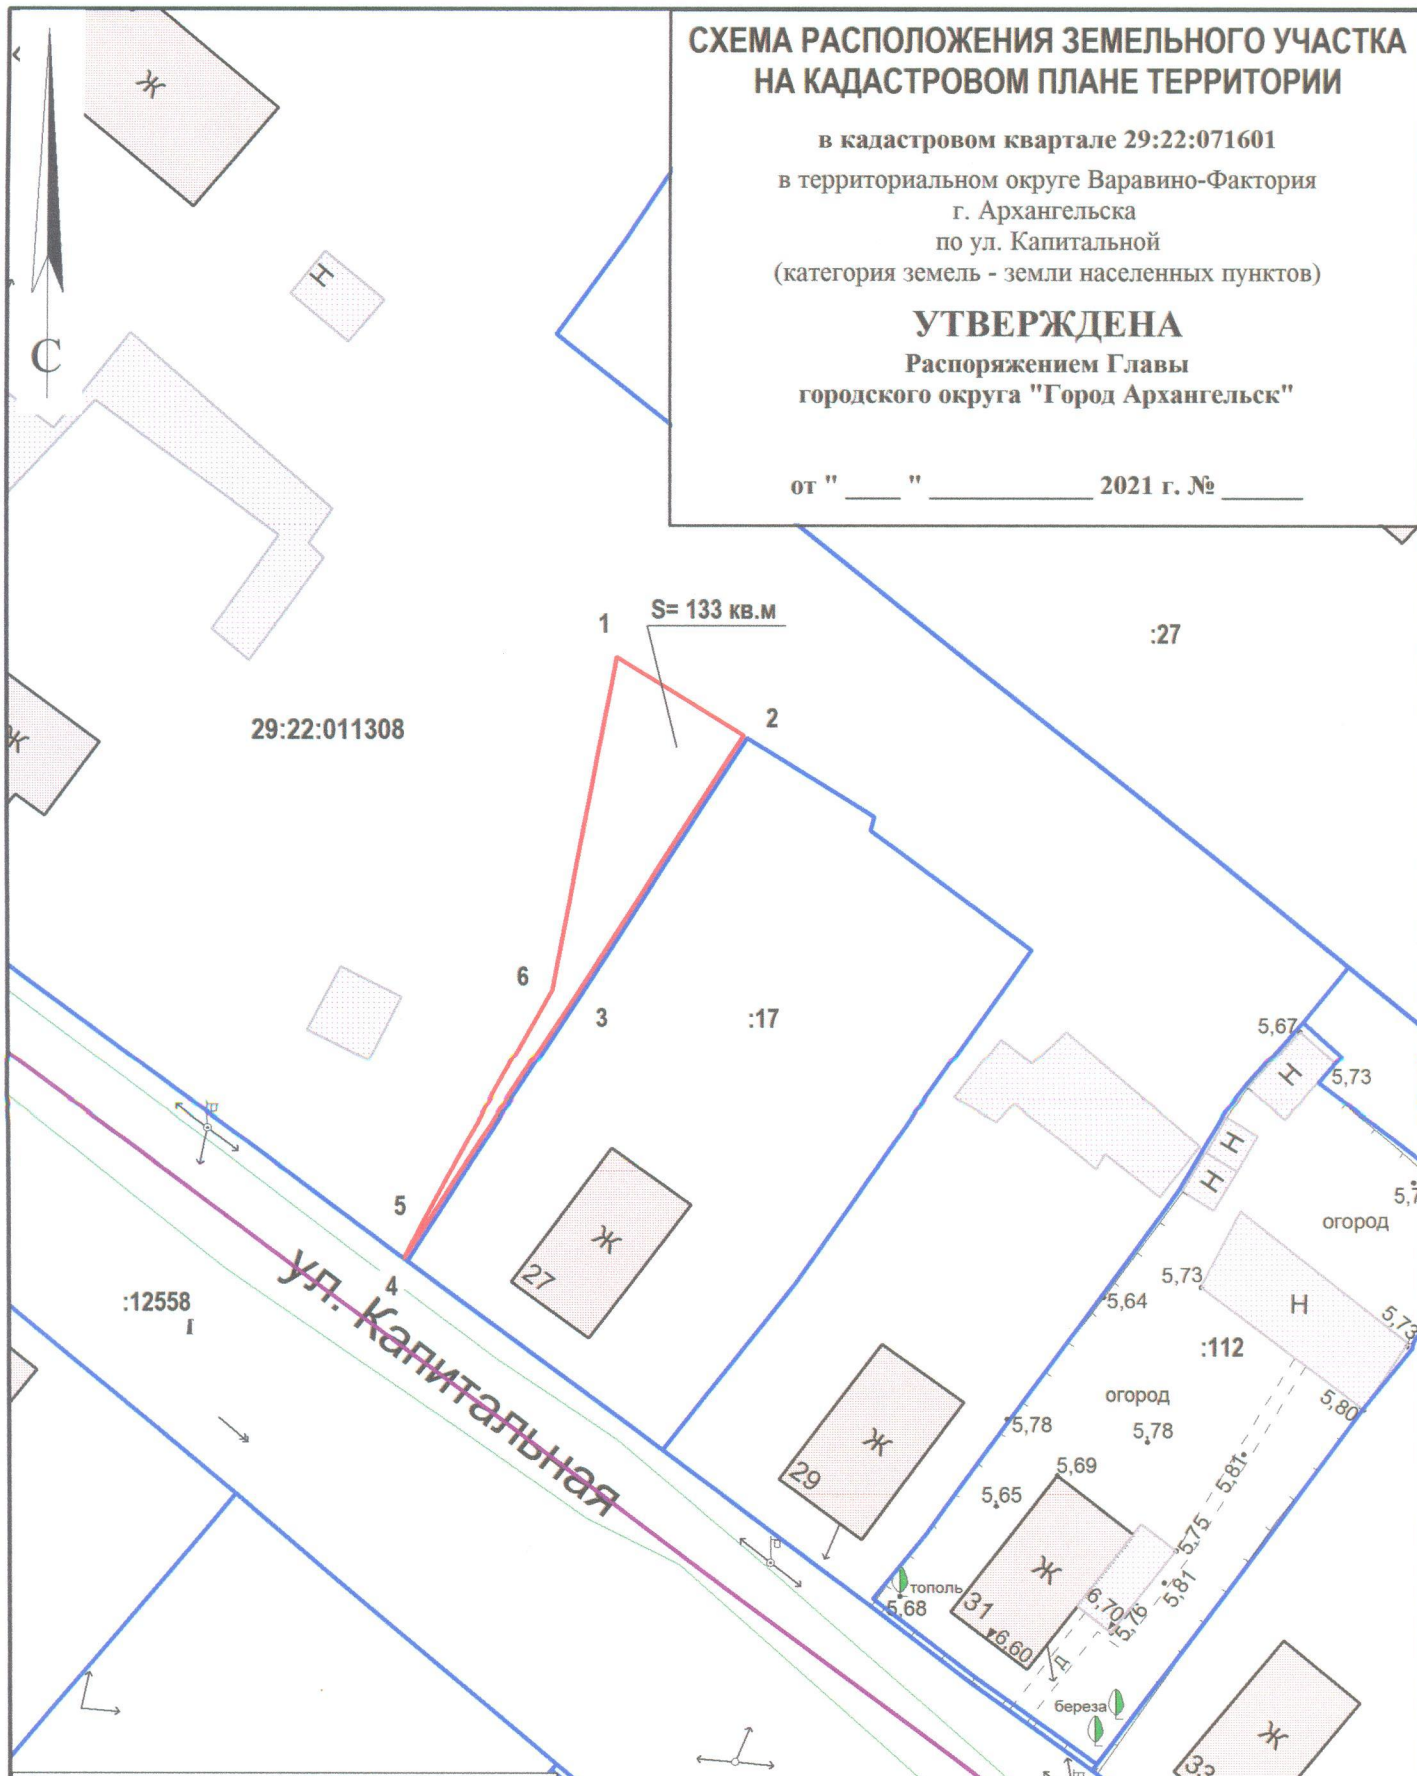 СХЕМА РАСПОЛОЖЕНИЯ ЗЕМЕЛЬНОГО УЧАСТКА
НА КАДАСТРОВОМ ПЛАНЕ ТЕРРИТОРИИ
в кадастровом квартале 29:22:071601
в территориальном округе Варавино-Фактория
г. Архангельска
по ул. Капитальной
(категория земель - земли населенных пунктов)
УТВЕРЖДЕНА
Распоряжением Главы
городского округа "Город Архангельск"
от " ____ " ____________ 2021 г. № ______
Ж
Н
С
1
S= 133 кв.м
:27
2
29:22:011308
Ж
6
3
:17
5,67
Н
5,73
Н
Н
5
огород
4
Ж
27
5,73
5,64
Н
5,73
:12558
:112
ул. Капитальная
огород
5,80
5,78
5,78
Ж
29
5,69
5,81
5,65
5,75
Ж
тополь
5,68
31
5,81
6,70
5,76
6,60
Д
береза
Ж
33